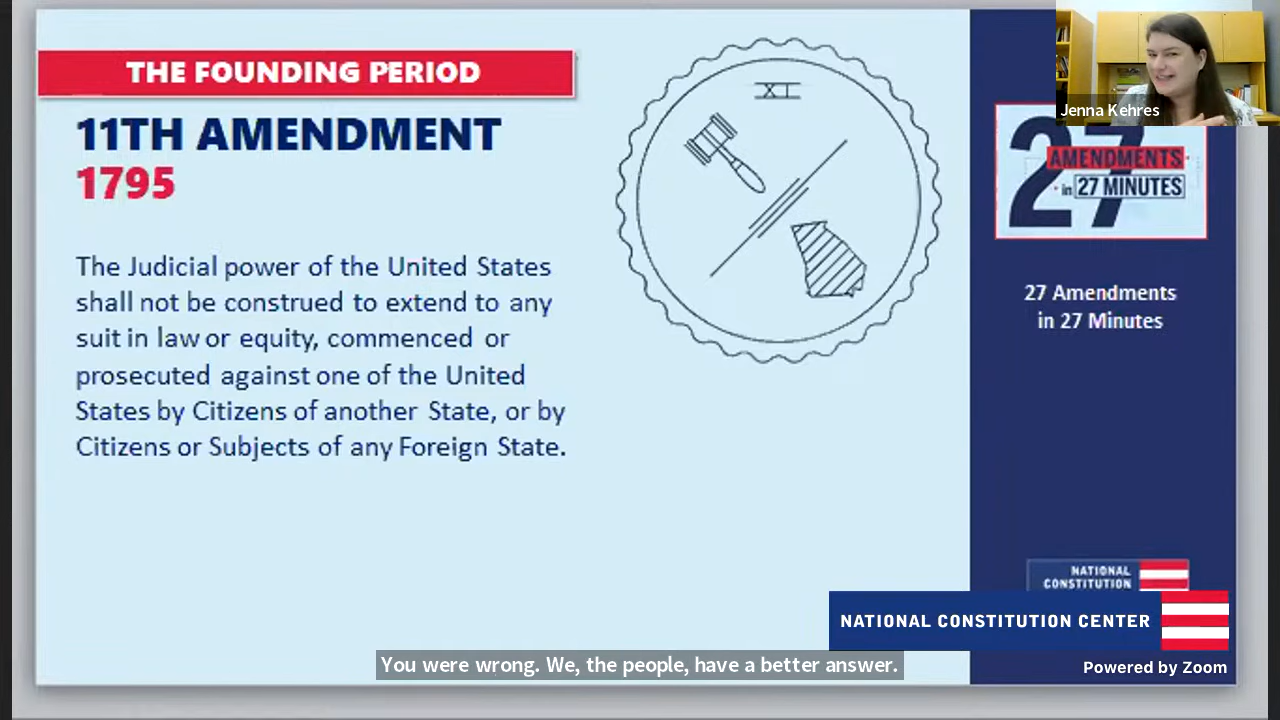 THE FOUNDING PERIOD
11TH AMENDMENT
1795
The Judicial power of the United States
shall not be construed to extend to any
suit in law or equity, commenced or
prosecuted against one of the United
States by Citizens of another State, or by
Citizens or Subjects of any Foreign State.
XI
Jenna Kehres
27
AMENDMENTS
in 27 MINUTES
27 Amendments
in 27 Minutes
NATIONAL
CONSTITUTION
NATIONAL CONSTITUTION CENTER
You were wrong. We, the people, have a better answer.
Powered by Zoom